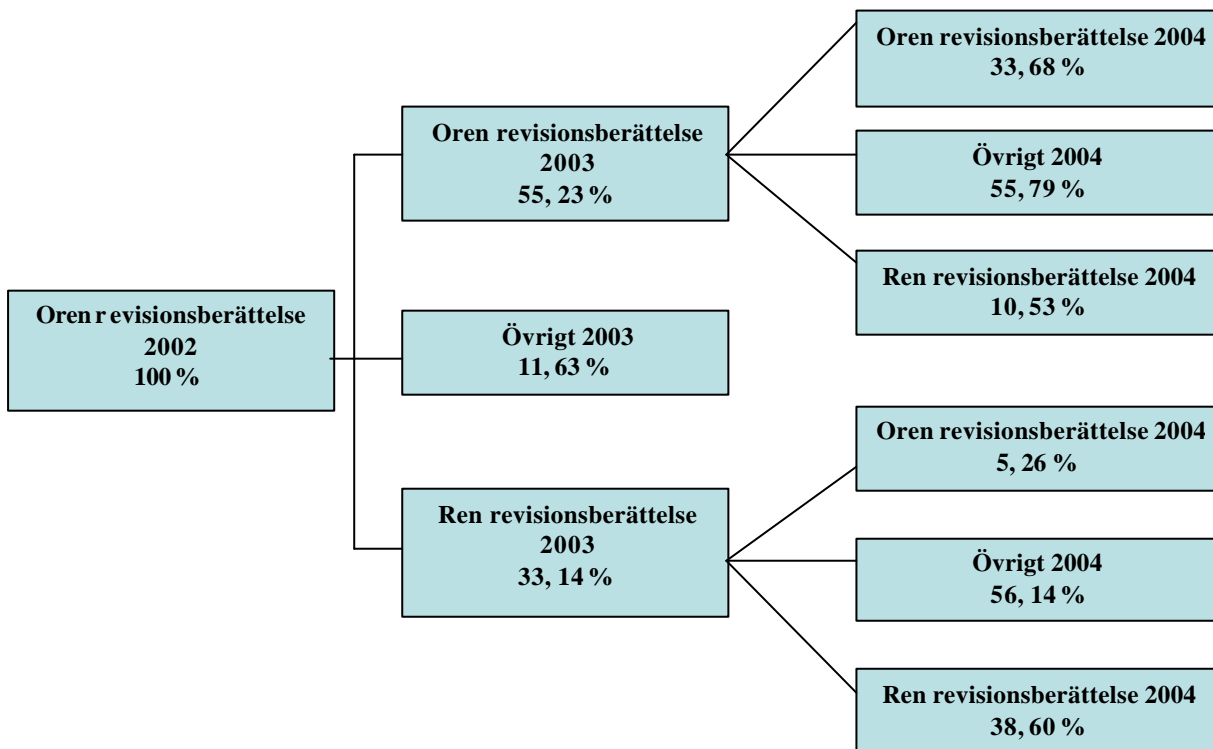 Oren revisionsberättelse 2004
33, 68 %
Oren revisionsberättelse
2003
55, 23 %
Övrigt 2004
55, 79 %
Ren revisionsberättelse 2004
10, 53 %
Oren r evisionsberättelse
2002
100 %
Övrigt 2003
11, 63 %
Oren revisionsberättelse 2004
5, 26 %
Ren revisionsberättelse
2003
33, 14 %
Övrigt 2004
56, 14 %
Ren revisionsberättelse 2004
38, 60 %